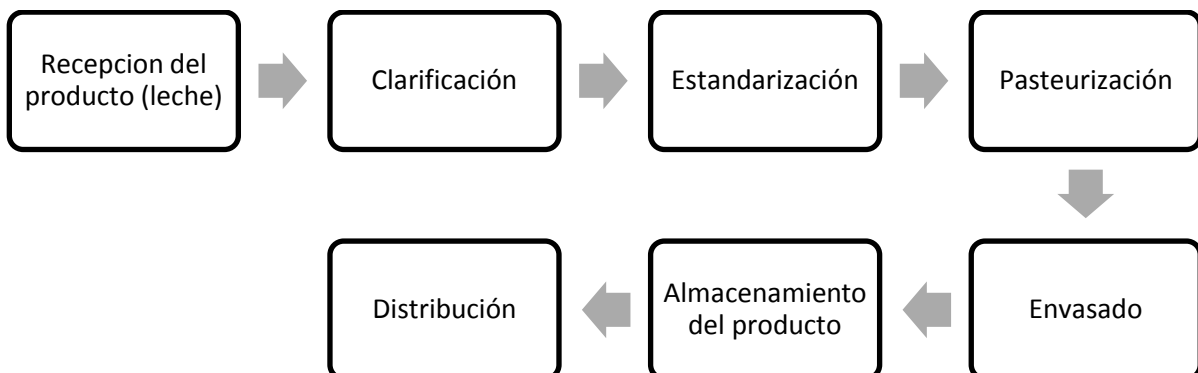 Recepcion del
producto (leche)
Clarificación
Estandarización
Pasteurización
Envasado
Almacenamiento
del producto
Distribución